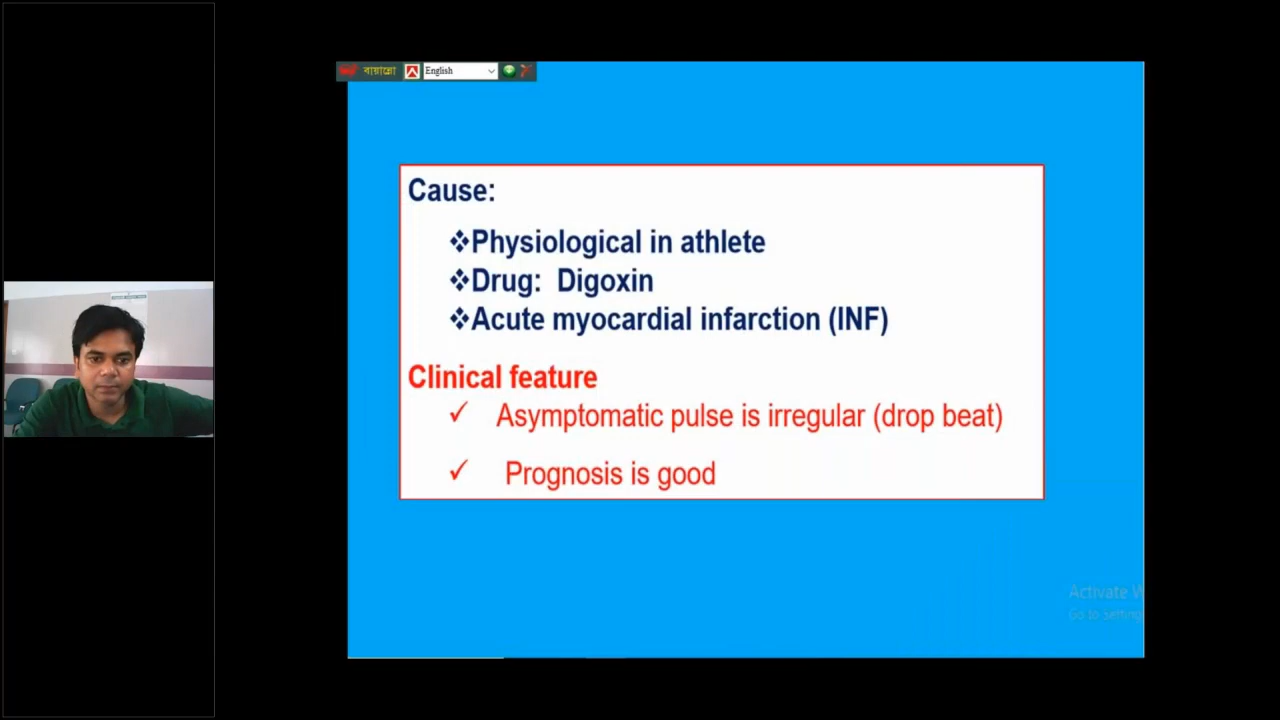 বায়ান্নো
English
Cause:
❖Physiological in athlete
❖Drug: Digoxin
❖Acute myocardial infarction (INF)
Clinical feature
✓ Asymptomatic pulse is irregular (drop beat)
✓ Prognosis is good
Activate W
Go to Setting